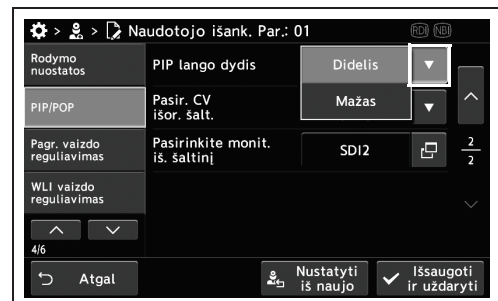 > > Naudotojo išank. Par.: 01 RDI NBI
Rodymo
nuostatos
PIP/POP
Pagr. vaizdo
reguliavimas
WLI vaizdo
reguliavimas
4/6
PIP lango dydis
Didelis
Mažas
Pasir. CV
išor. šalt.
Pasirinkite monit.
iš. šaltinį
SDI2
2
2
Atgal
Nustatyti
iš naujo
Išsaugoti
ir uždaryti